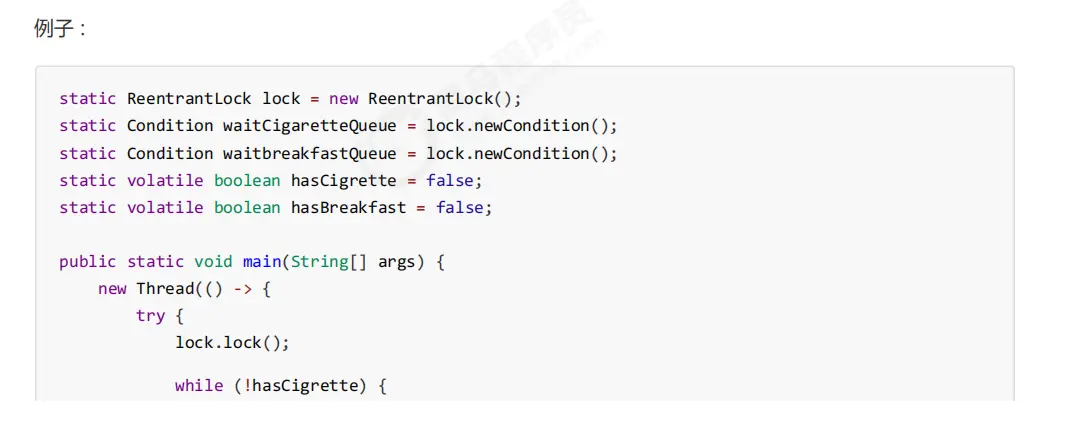 例子：
static ReentrantLock lock = new ReentrantLock();
static Condition waitCigaretteQueue = lock.newCondition();
static Condition waitbreakfastQueue = lock.newCondition();
static volatile boolean hasCigrette = false;
static volatile boolean hasBreakfast = false;
public static void main(String[] args) {
new Thread(() -> {
try {
lock.lock();
while (!hasCigrette) {